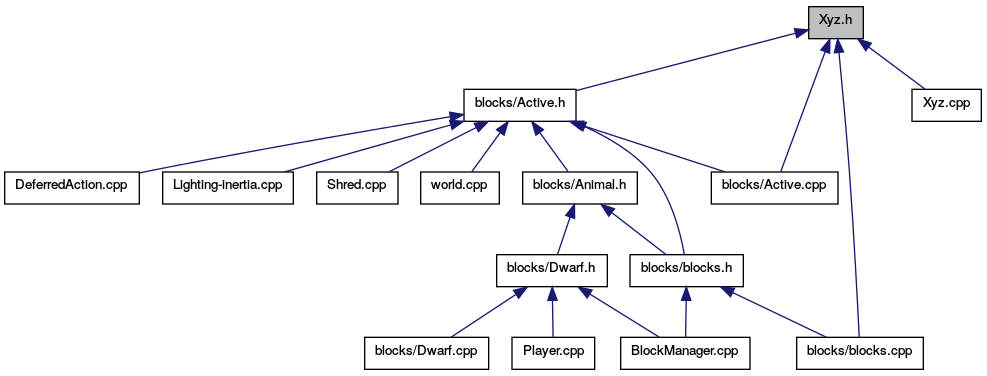 Xyz.h
blocks/Active.h
Xyz.cpp
DeferredAction.cpp
Lighting-inertia.cpp
Shred.cpp
world.cpp
blocks/Animal.h
blocks/Active.cpp
blocks/Dwarf.h
blocks/blocks.h
blocks/Dwarf.cpp
Player.cpp
BlockManager.cpp
blocks/blocks.cpp